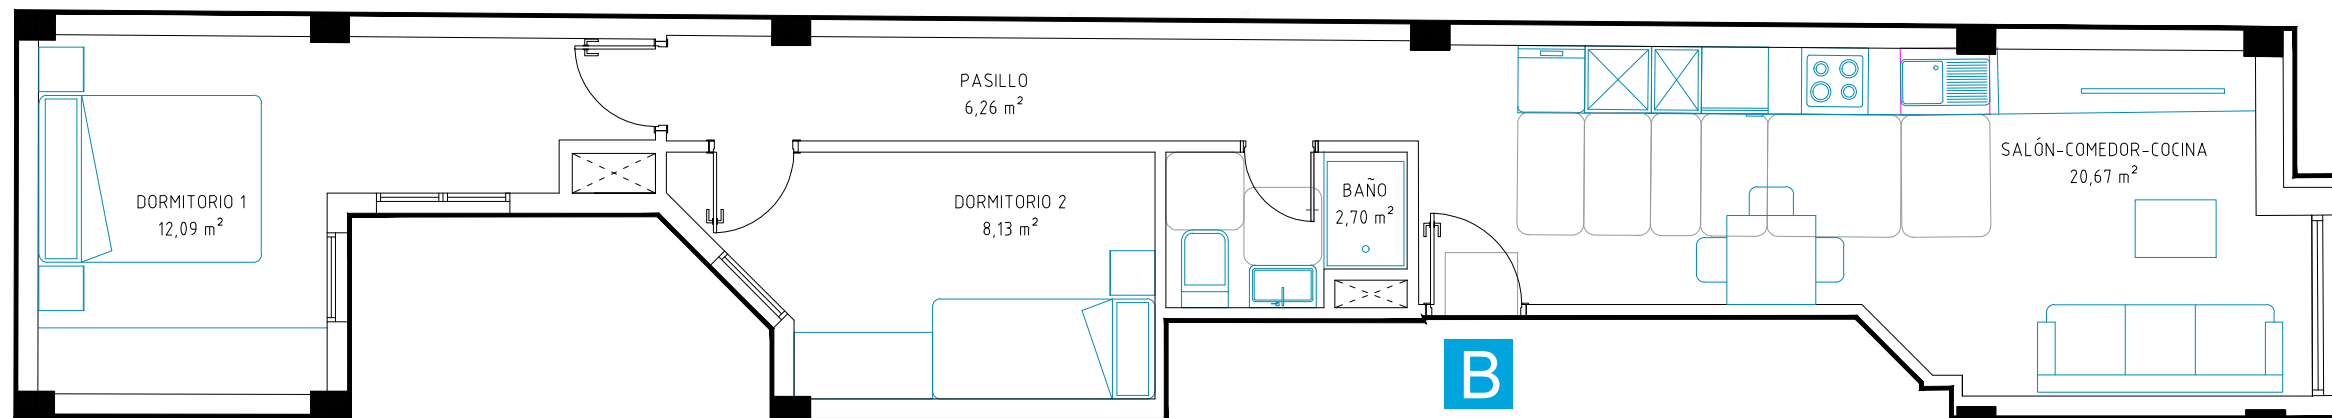 PASILLO
6,26 m²
SALÓN-COMEDOR-COCINA
20,67 m²
DORMITORIO 1
12,09 m²
DORMITORIO 2
8,13 m²
BAÑO
2,70 m²
B